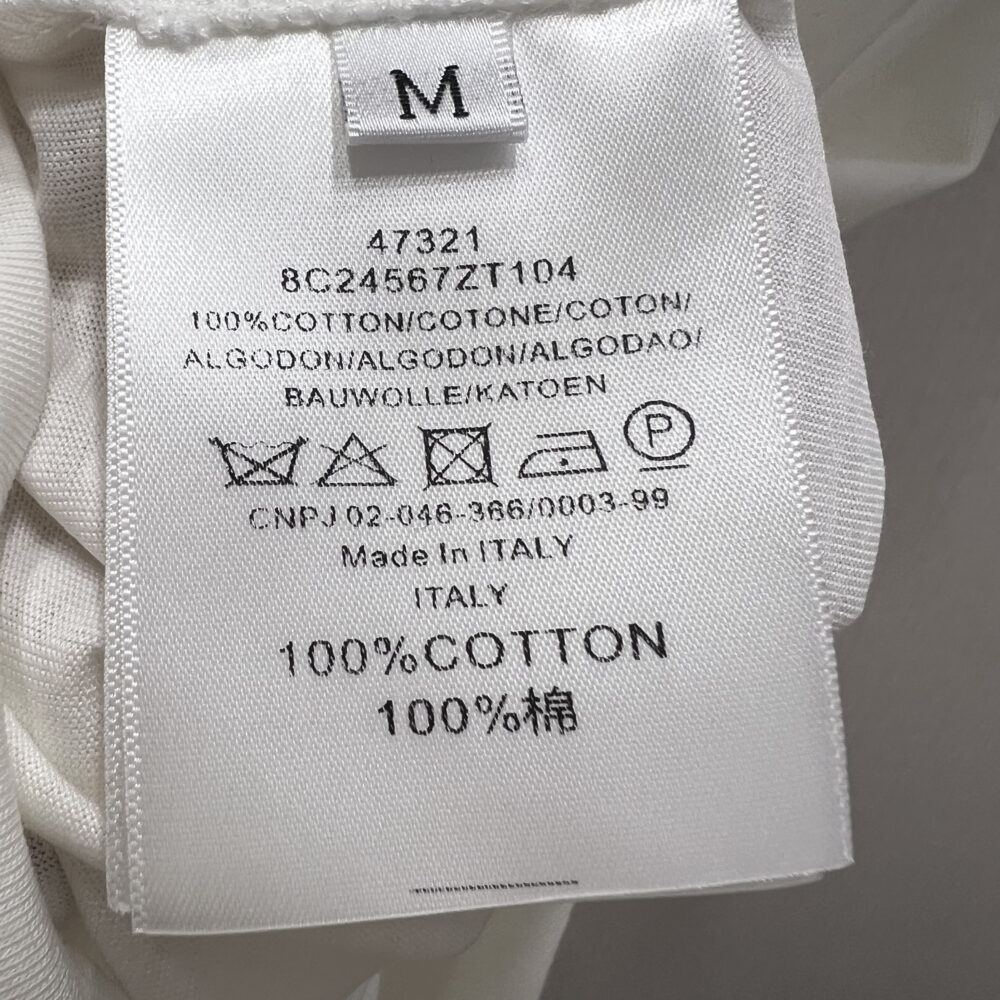 M
47321
8C24567ZT104
100%COTTON/COTONE/COTON/
ALGODON/ALGODON/ALGODAO/
BAUWOLLE/KATOEN
P
CNPJ 02-046-366/0003-99
Made In ITALY
ITALY
100%COTTON
100%棉